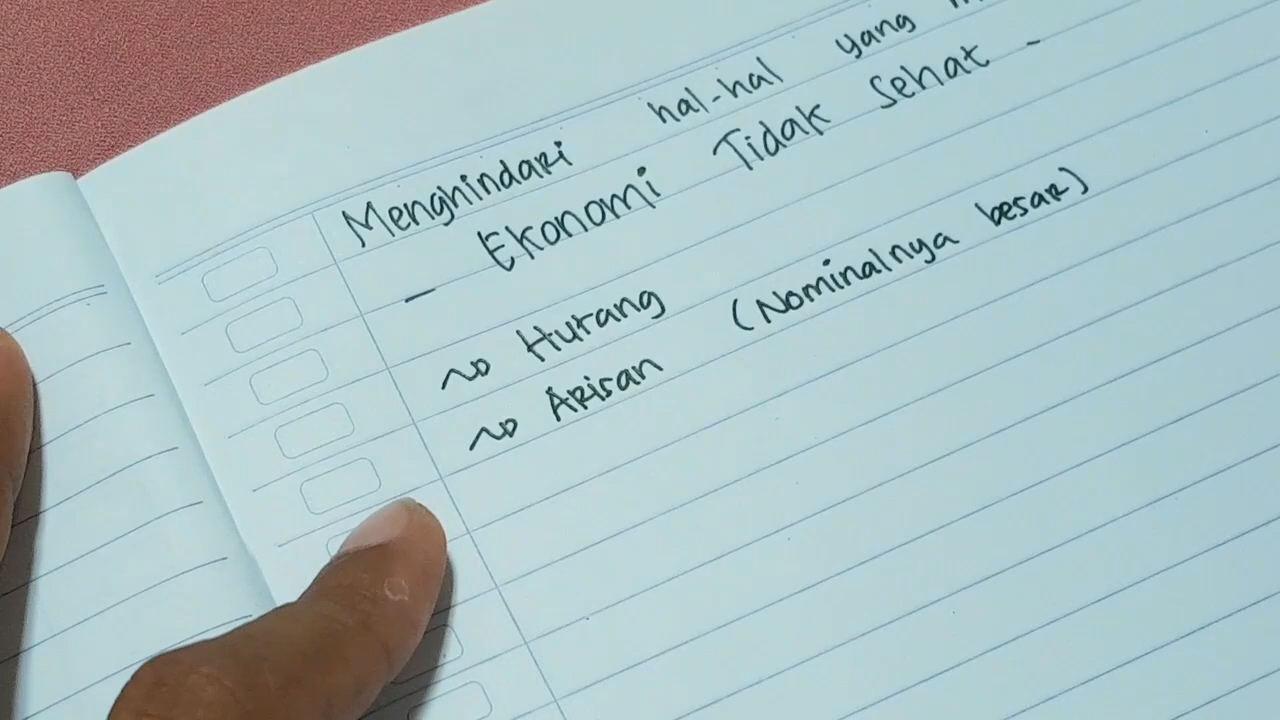 Menghindari hal-hal yang
- Ekonomi Tidak Sehat -
~> Hutang
~> Arisan (Nominalnya besar)